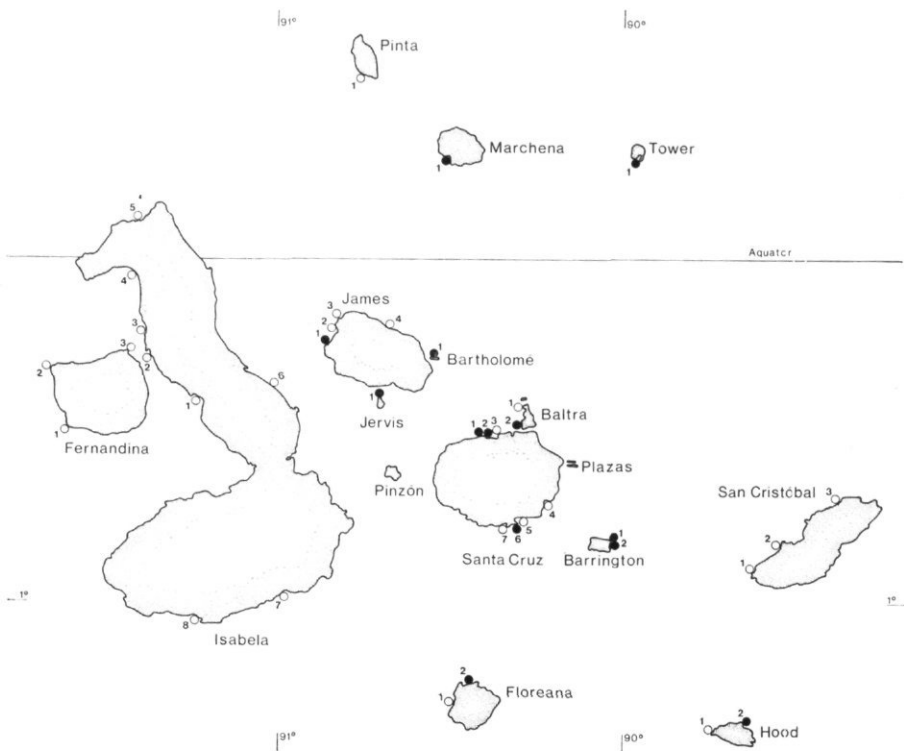 91° 90°
Pinta
1
Marchena
1
Tower
1
5
Aquator
4
James
3
2
4
1
3
3
2
1
Bartholomé
2
6
1
Jervis
1
Baltra
1 2 3 2
1
Fernandina
Pinzón
Plazas
San Cristóbal
3
4
5
7 6
2
1
2
Santa Cruz
Barrington
1
1° 1°
7
8
Isabela
2
Floreana
1
2
1
Hood
91° 90°